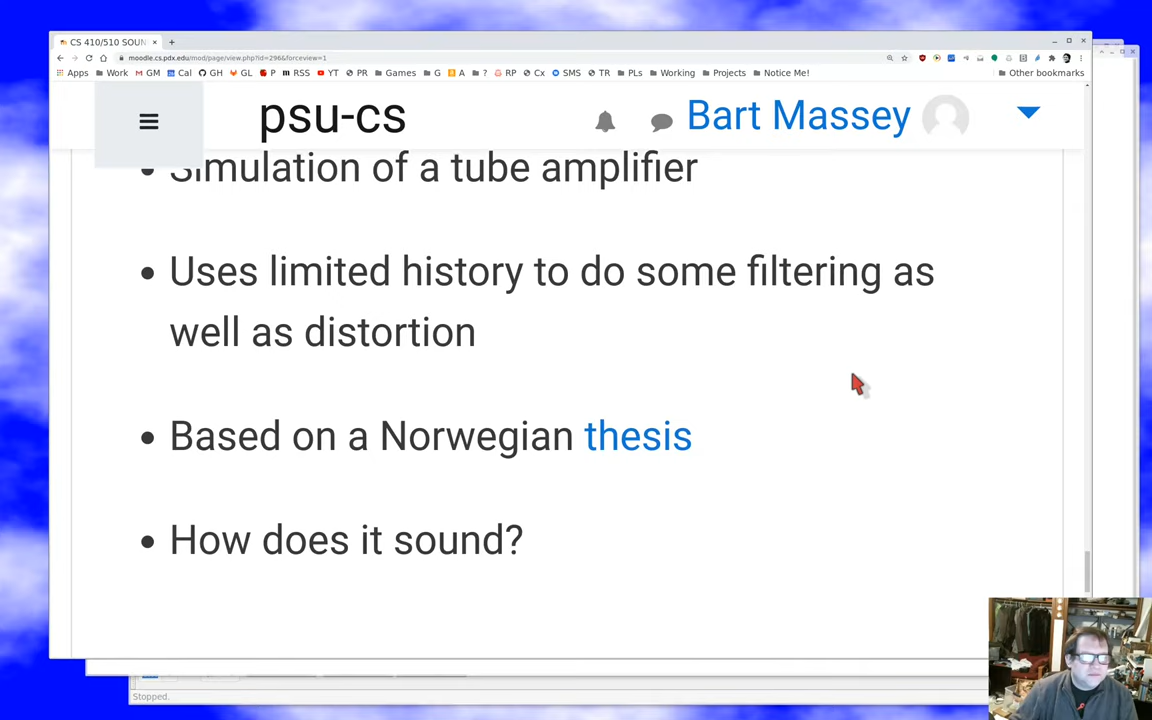 CS 410/510 SOUN
moodle.cs.pdx.edu/mod/page/view.php?id=296&forceview=1
Apps Work GM Cal GH GL P RSS YT PR Games G A ? RP Cx SMS TR PLs Working Projects Notice Me! Other bookmarks
psu-cs Bart Massey
• Simulation of a tube amplifier
• Uses limited history to do some filtering as
well as distortion
• Based on a Norwegian thesis
• How does it sound?
Stopped.